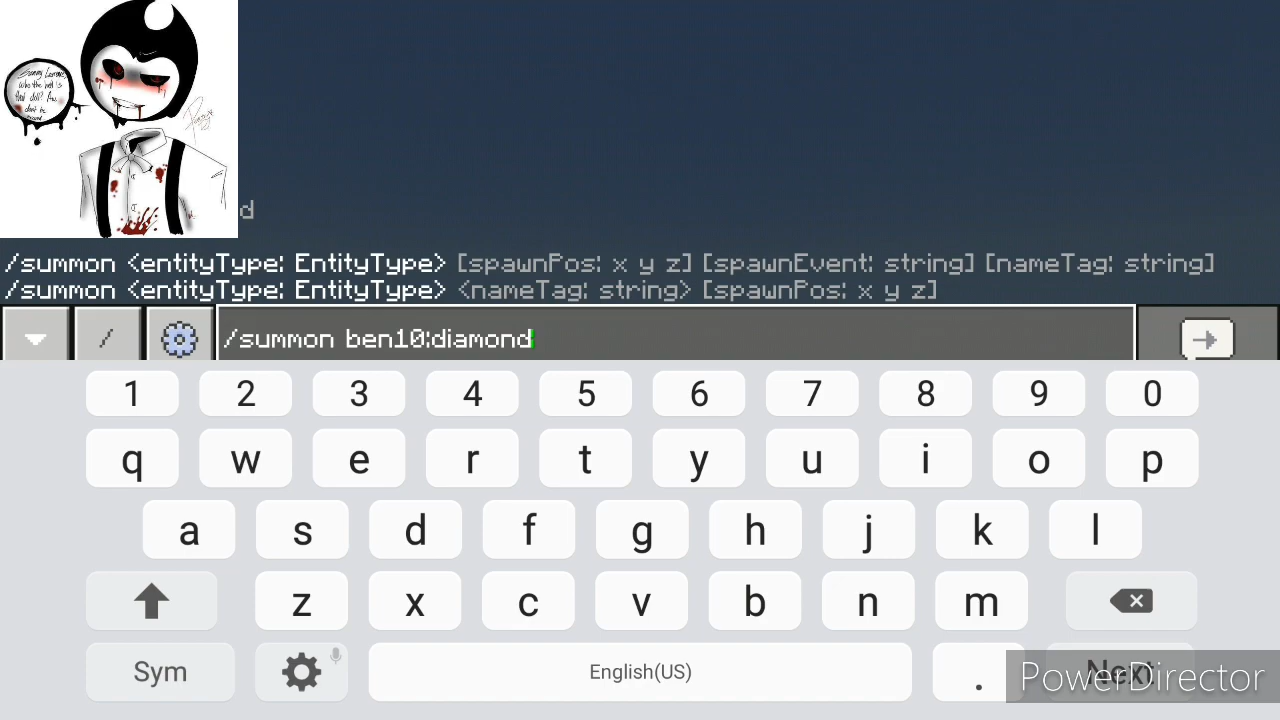 d
/summon <entityType: EntityType> [spawnPos: x y z] [spawnEvent: string] [nameTag: string]
/summon <entityType: EntityType> <nameTag: string> [spawnPos: x y z]
/
/summon ben10:diamond
1 2 3 4 5 6 7 8 9 0
q w e r t y u i o p
a s d f g h j k l
z x c v b n m
Sym
English(US)
.
Next
PowerDirector